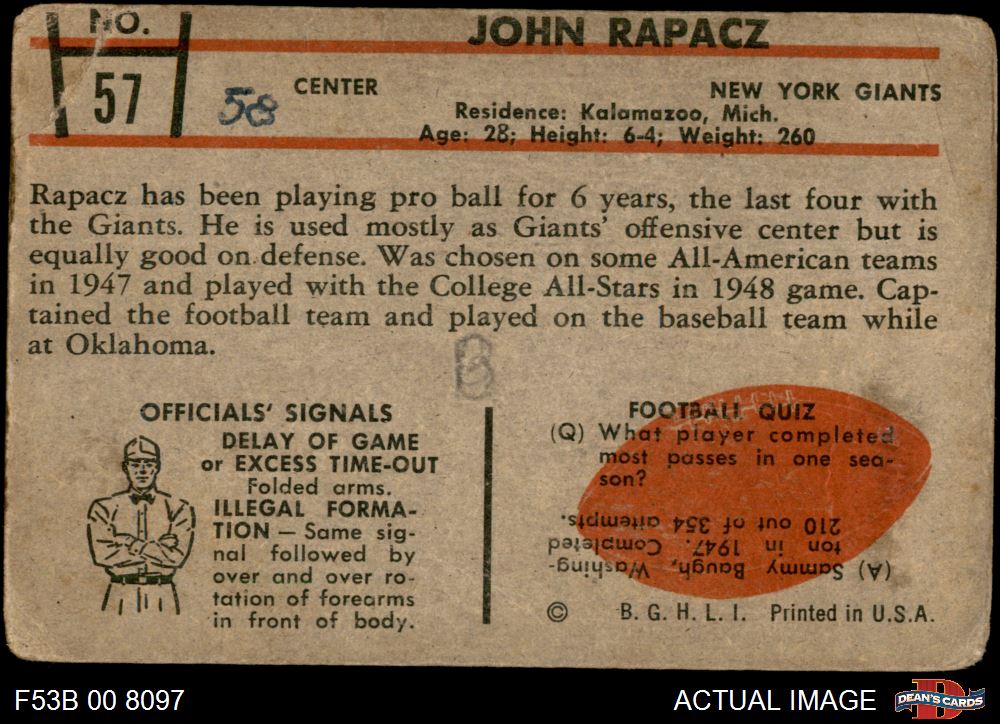 NO.
57
58
JOHN RAPACZ
CENTER
NEW YORK GIANTS
Residence: Kalamazoo, Mich.
Age: 28; Height: 6-4; Weight: 260
Rapacz has been playing pro ball for 6 years, the last four with
the Giants. He is used mostly as Giants' offensive center but is
equally good on defense. Was chosen on some All-American teams
in 1947 and played with the College All-Stars in 1948 game. Cap-
tained the football team and played on the baseball team while
at Oklahoma.
B
OFFICIALS' SIGNALS
DELAY OF GAME
or EXCESS TIME-OUT
Folded arms.
ILLEGAL FORMA-
TION — Same sig-
nal followed by
over and over ro-
tation of forearms
in front of body.
FOOTBALL QUIZ
(Q) What player completed
most passes in one sea-
son?
(A) Sammy Baugh, Washing-
ton in 1947. Completed
210 out of 354 attempts.
© B. G. H. L. I. Printed in U.S.A.
F53B 00 8097
ACTUAL IMAGE
D
DEAN'S CARDS